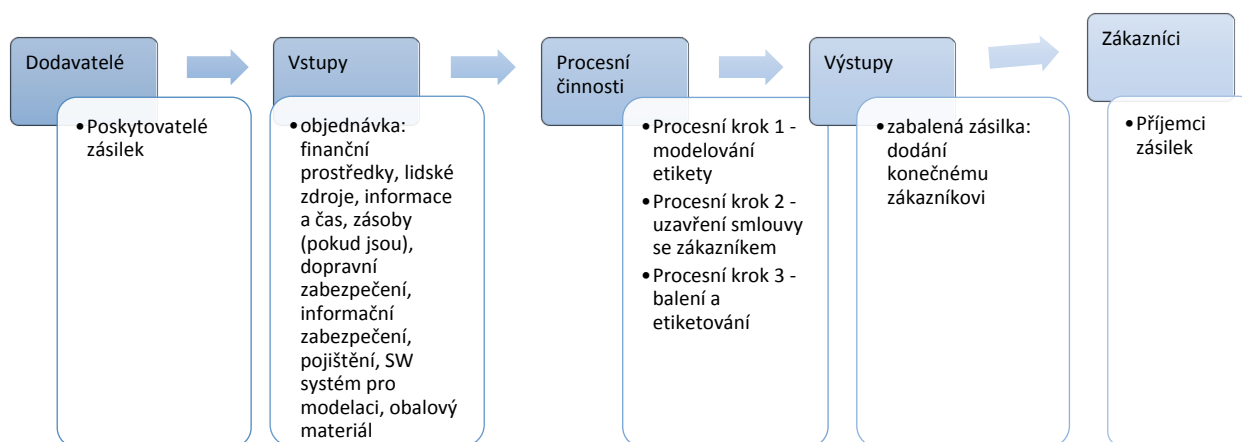 Dodavatelé
•Poskytovatelé
zásilek
Vstupy
•objednávka:
finanční
prostředky, lidské
zdroje, informace
a čas, zásoby
(pokud jsou),
dopravní
zabezpečení,
informační
zabezpečení,
pojištění, SW
systém pro
modelaci, obalový
materiál
Procesní
činnosti
•Procesní krok 1 -
modelování
etikety
•Procesní krok 2 -
uzavření smlouvy
se zákazníkem
•Procesní krok 3 -
balení a
etiketování
Výstupy
•zabalená zásilka:
dodání
konečnému
zákazníkovi
Zákazníci
•Příjemci
zásilek